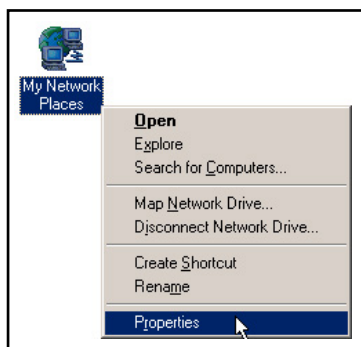 My Network
Places
Open
Explore
Search for Computers...
Map Network Drive...
Disconnect Network Drive...
Create Shortcut
Rename
Properties